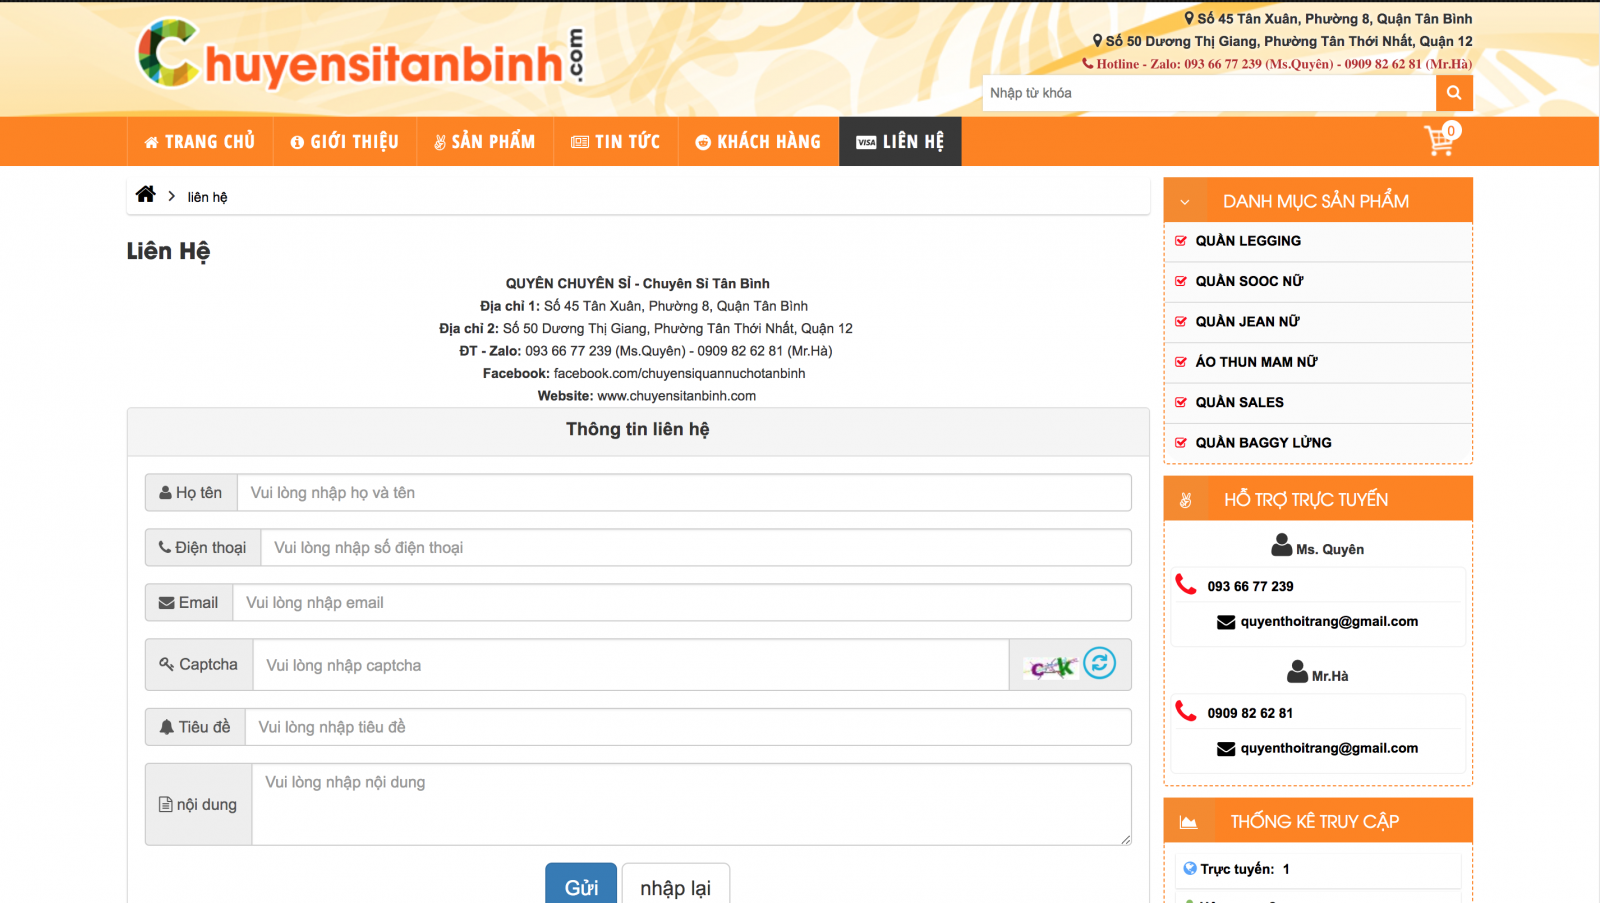 Chuyensitanbinh.com
Số 45 Tân Xuân, Phường 8, Quận Tân Bình
Số 50 Dương Thị Giang, Phường Tân Thới Nhất, Quận 12
Hotline - Zalo: 093 66 77 239 (Ms.Quyên) - 0909 82 62 81 (Mr.Hà)
Nhập từ khóa
TRANG CHỦ
GIỚI THIỆU
SẢN PHẨM
TIN TỨC
KHÁCH HÀNG
VISA LIÊN HỆ
0
liên hệ
Liên Hệ
QUYÊN CHUYÊN SỈ - Chuyên Sỉ Tân Bình
Địa chỉ 1: Số 45 Tân Xuân, Phường 8, Quận Tân Bình
Địa chỉ 2: Số 50 Dương Thị Giang, Phường Tân Thới Nhất, Quận 12
ĐT - Zalo: 093 66 77 239 (Ms.Quyên) - 0909 82 62 81 (Mr.Hà)
Facebook: facebook.com/chuyensiquannuchotanbinh
Website: www.chuyensitanbinh.com
Thông tin liên hệ
Họ tên Vui lòng nhập họ và tên
Điện thoại Vui lòng nhập số điện thoại
Email Vui lòng nhập email
Captcha Vui lòng nhập captcha
Tiêu đề Vui lòng nhập tiêu đề
nội dung Vui lòng nhập nội dung
Gửi nhập lại
DANH MỤC SẢN PHẨM
QUẦN LEGGING
QUẦN SOOC NỮ
QUẦN JEAN NỮ
ÁO THUN MAM NỮ
QUẦN SALES
QUẦN BAGGY LỬNG
HỖ TRỢ TRỰC TUYẾN
Ms. Quyên
093 66 77 239
quyenthoitrang@gmail.com
Mr.Hà
0909 82 62 81
quyenthoitrang@gmail.com
THỐNG KÊ TRUY CẬP
Trực tuyến: 1